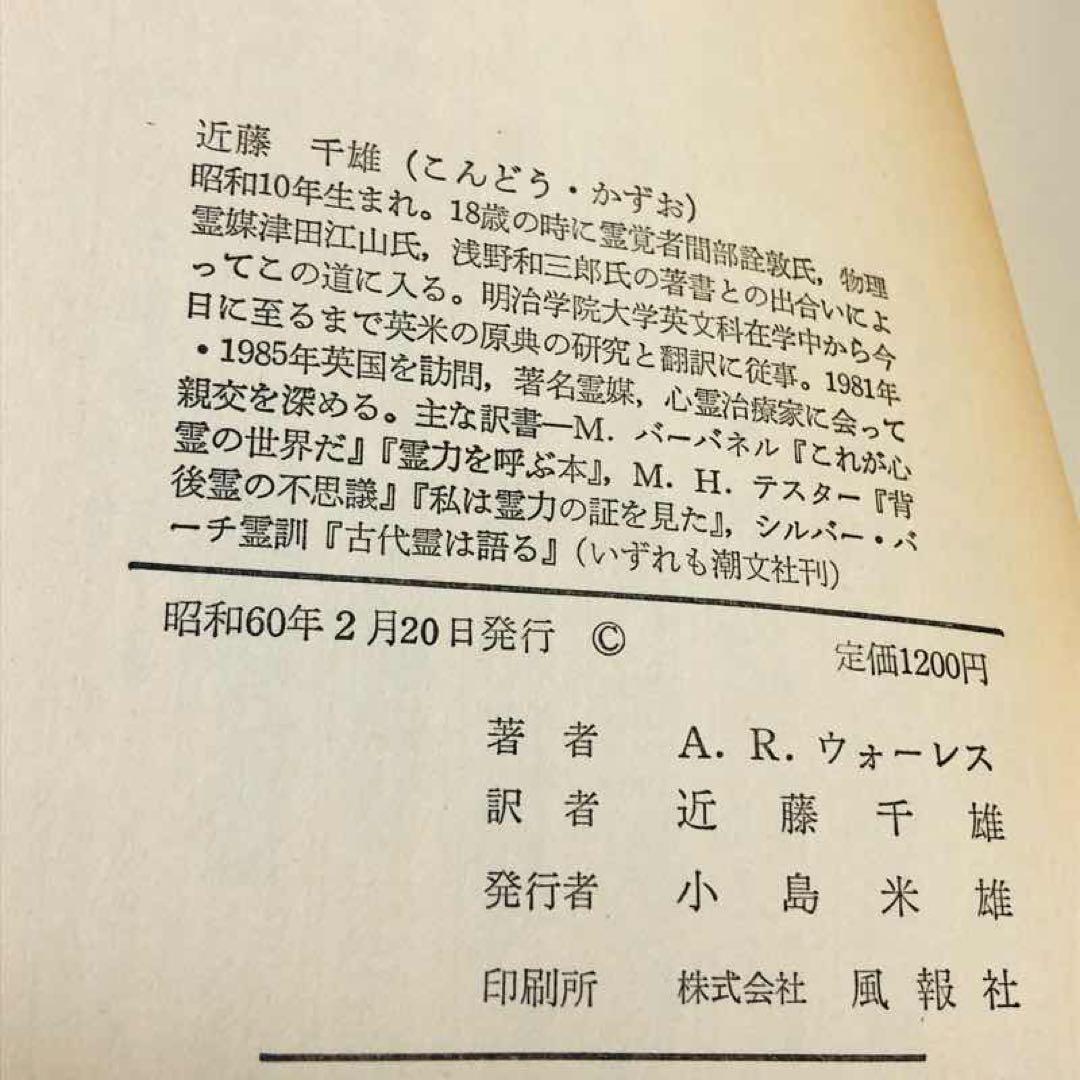 近藤　千雄（こんどう・かずお）
昭和10年生まれ。18歳の時に霊覚者間部詮敦氏，物理
霊媒津田江山氏，浅野和三郎氏の著書との出合いによ
ってこの道に入る。明治学院大学英文科在学中から今
日に至るまで英米の原典の研究と翻訳に従事。1981年
・1985年英国を訪問，著名霊媒，心霊治療家に会って
親交を深める。主な訳書―M．バーバネル『これが心
霊の世界だ』『霊力を呼ぶ本』，M．H．テスター『背
後霊の不思議』『私は霊力の証を見た』，シルバー・バ
ーチ霊訓『古代霊は語る』（いずれも潮文社刊）
昭和60年2月20日発行　©　定価1200円
著　者　A．R．ウォーレス
訳　者　近藤千雄
発行者　小島米雄
印刷所　株式会社　風報社